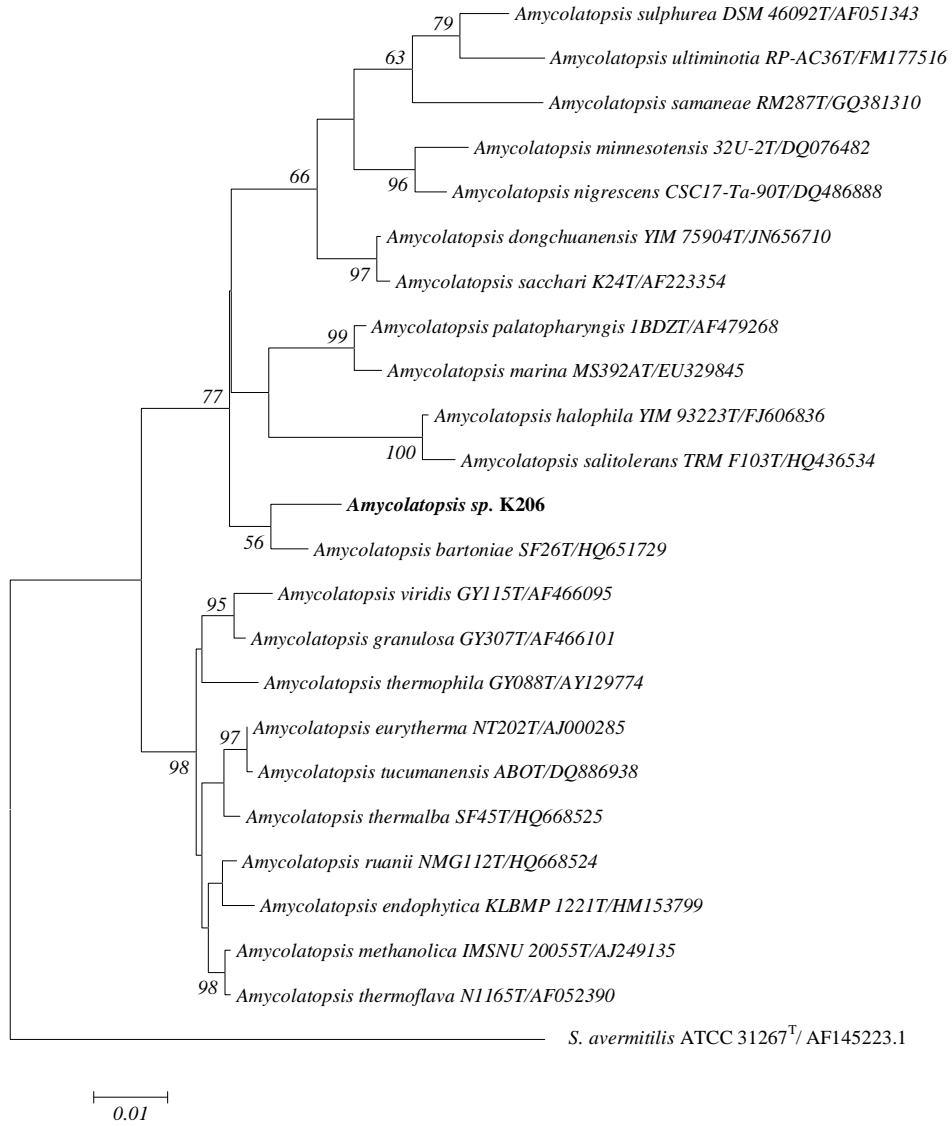 79
Amycolatopsis sulphurea DSM 46092T/AF051343
63
Amycolatopsis ultiminotia RP-AC36T/FM177516
Amycolatopsis samaneae RM287T/GQ381310
Amycolatopsis minnesotensis 32U-2T/DQ076482
66
96
Amycolatopsis nigrescens CSC17-Ta-90T/DQ486888
Amycolatopsis dongchuanensis YIM 75904T/JN656710
97
Amycolatopsis sacchari K24T/AF223354
Amycolatopsis palatopharyngis 1BDZT/AF479268
99
Amycolatopsis marina MS392AT/EU329845
77
Amycolatopsis halophila YIM 93223T/FJ606836
100
Amycolatopsis salitolerans TRM F103T/HQ436534
Amycolatopsis sp. K206
56
Amycolatopsis bartoniae SF26T/HQ651729
Amycolatopsis viridis GY115T/AF466095
95
Amycolatopsis granulosa GY307T/AF466101
Amycolatopsis thermophila GY088T/AY129774
Amycolatopsis eurytherma NT202T/AJ000285
97
98
Amycolatopsis tucumanensis ABOT/DQ886938
Amycolatopsis thermalba SF45T/HQ668525
Amycolatopsis ruanii NMG112T/HQ668524
Amycolatopsis endophytica KLBMP 1221T/HM153799
Amycolatopsis methanolica IMSNU 20055T/AJ249135
98
Amycolatopsis thermoflava N1165T/AF052390
S. avermitilis ATCC 31267T/ AF145223.1
0.01